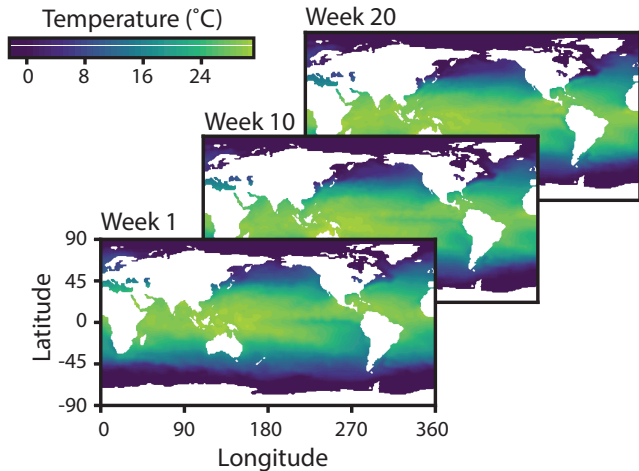 Temperature (˚C)
0 8 16 24
Week 20
Week 10
Week 1
90
45
0
-45
-90
Latitude
0 90 180 270 360
Longitude